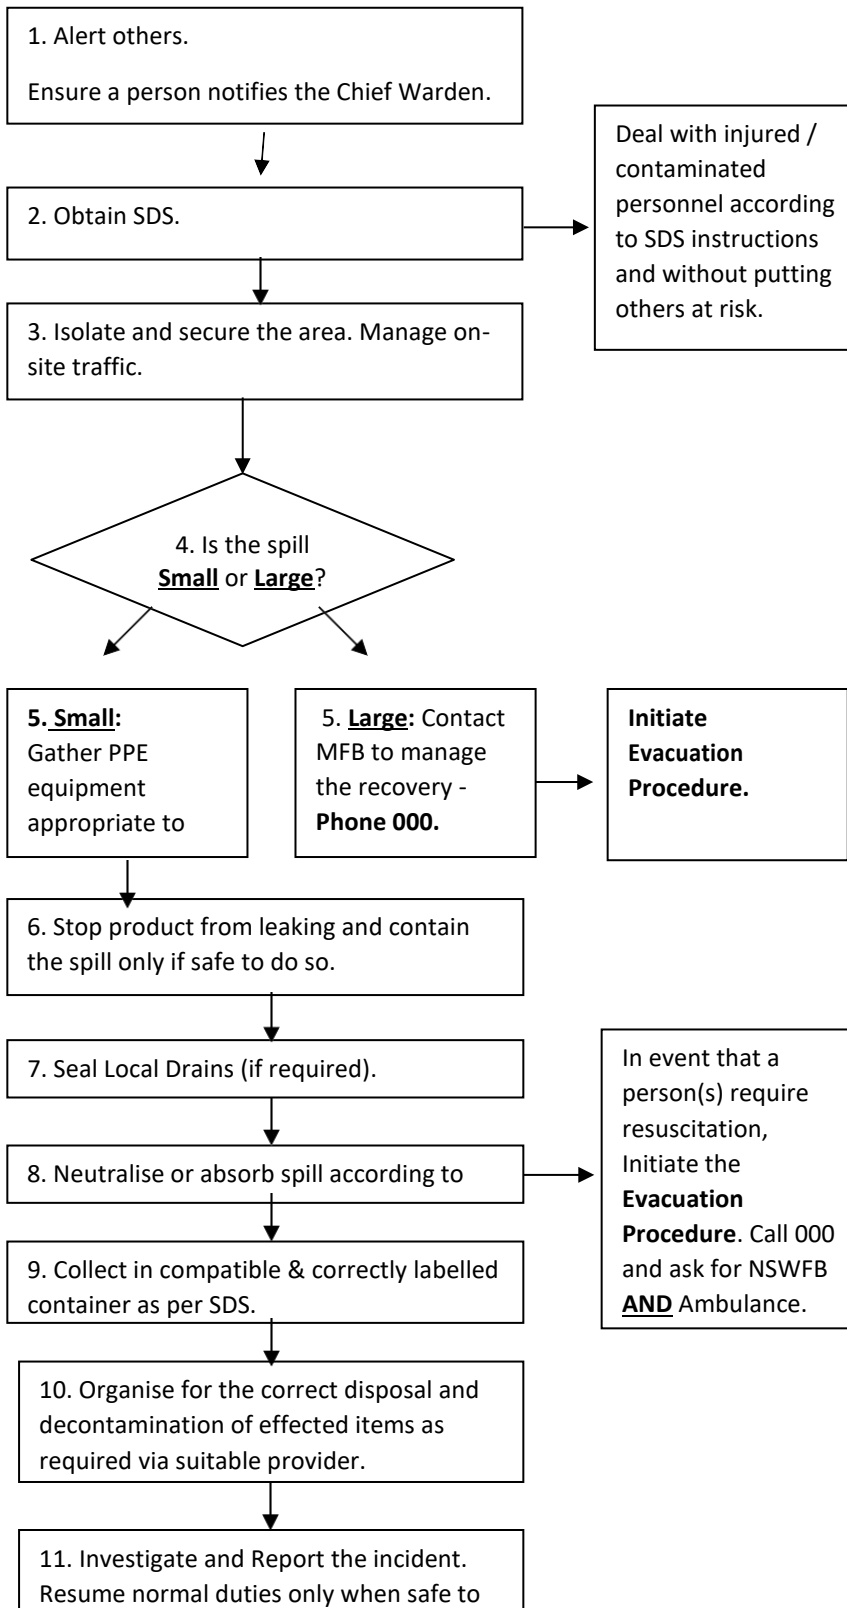 1. Alert others.
Ensure a person notifies the Chief Warden.
Deal with injured /
contaminated
personnel according
to SDS instructions
and without putting
others at risk.
2. Obtain SDS.
3. Isolate and secure the area. Manage on-
site traffic.
4. Is the spill
Small or Large?
5. Small:
Gather PPE
equipment
appropriate to
5. Large: Contact
MFB to manage
the recovery -
Phone 000.
Initiate
Evacuation
Procedure.
6. Stop product from leaking and contain
the spill only if safe to do so.
7. Seal Local Drains (if required).
8. Neutralise or absorb spill according to
In event that a
person(s) require
resuscitation,
Initiate the
Evacuation
Procedure. Call 000
and ask for NSWFB
AND Ambulance.
9. Collect in compatible & correctly labelled
container as per SDS.
10. Organise for the correct disposal and
decontamination of effected items as
required via suitable provider.
11. Investigate and Report the incident.
Resume normal duties only when safe to